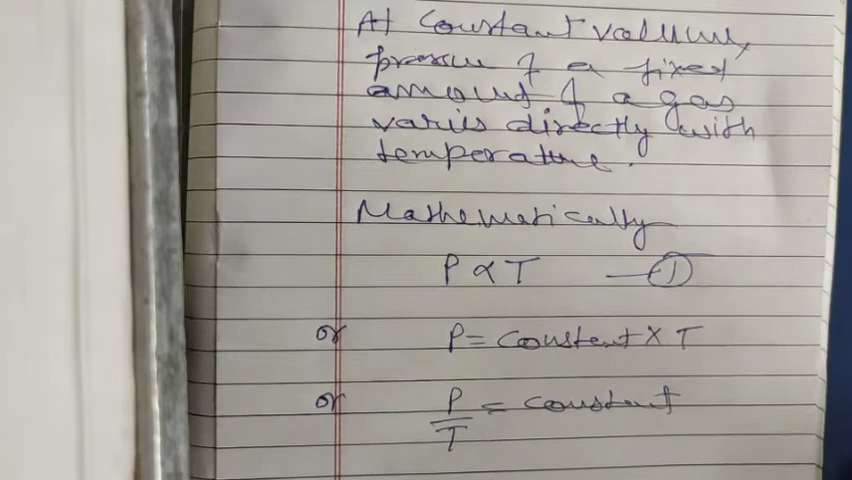 At constant volume,
pressure of a fixed
amount of a gas
varies directly with
temperature.
Mathematically
P ∝ T —①
or P = constant × T
or P/T = constant